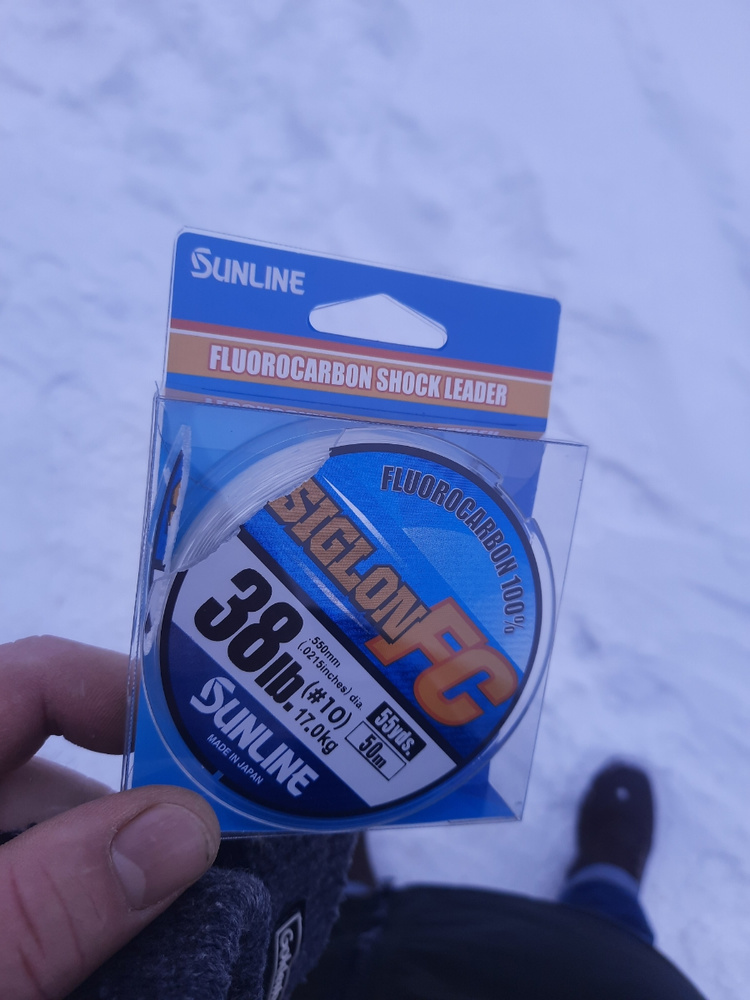 SUNLINE
FLUOROCARBON SHOCK LEADER
FLUOROCARBON 100%
SIGLON FC
38lb.
.550mm
(.0215inches) dia.
(#10)
17.0kg
55yds.
50m
SUNLINE
MADE IN JAPAN